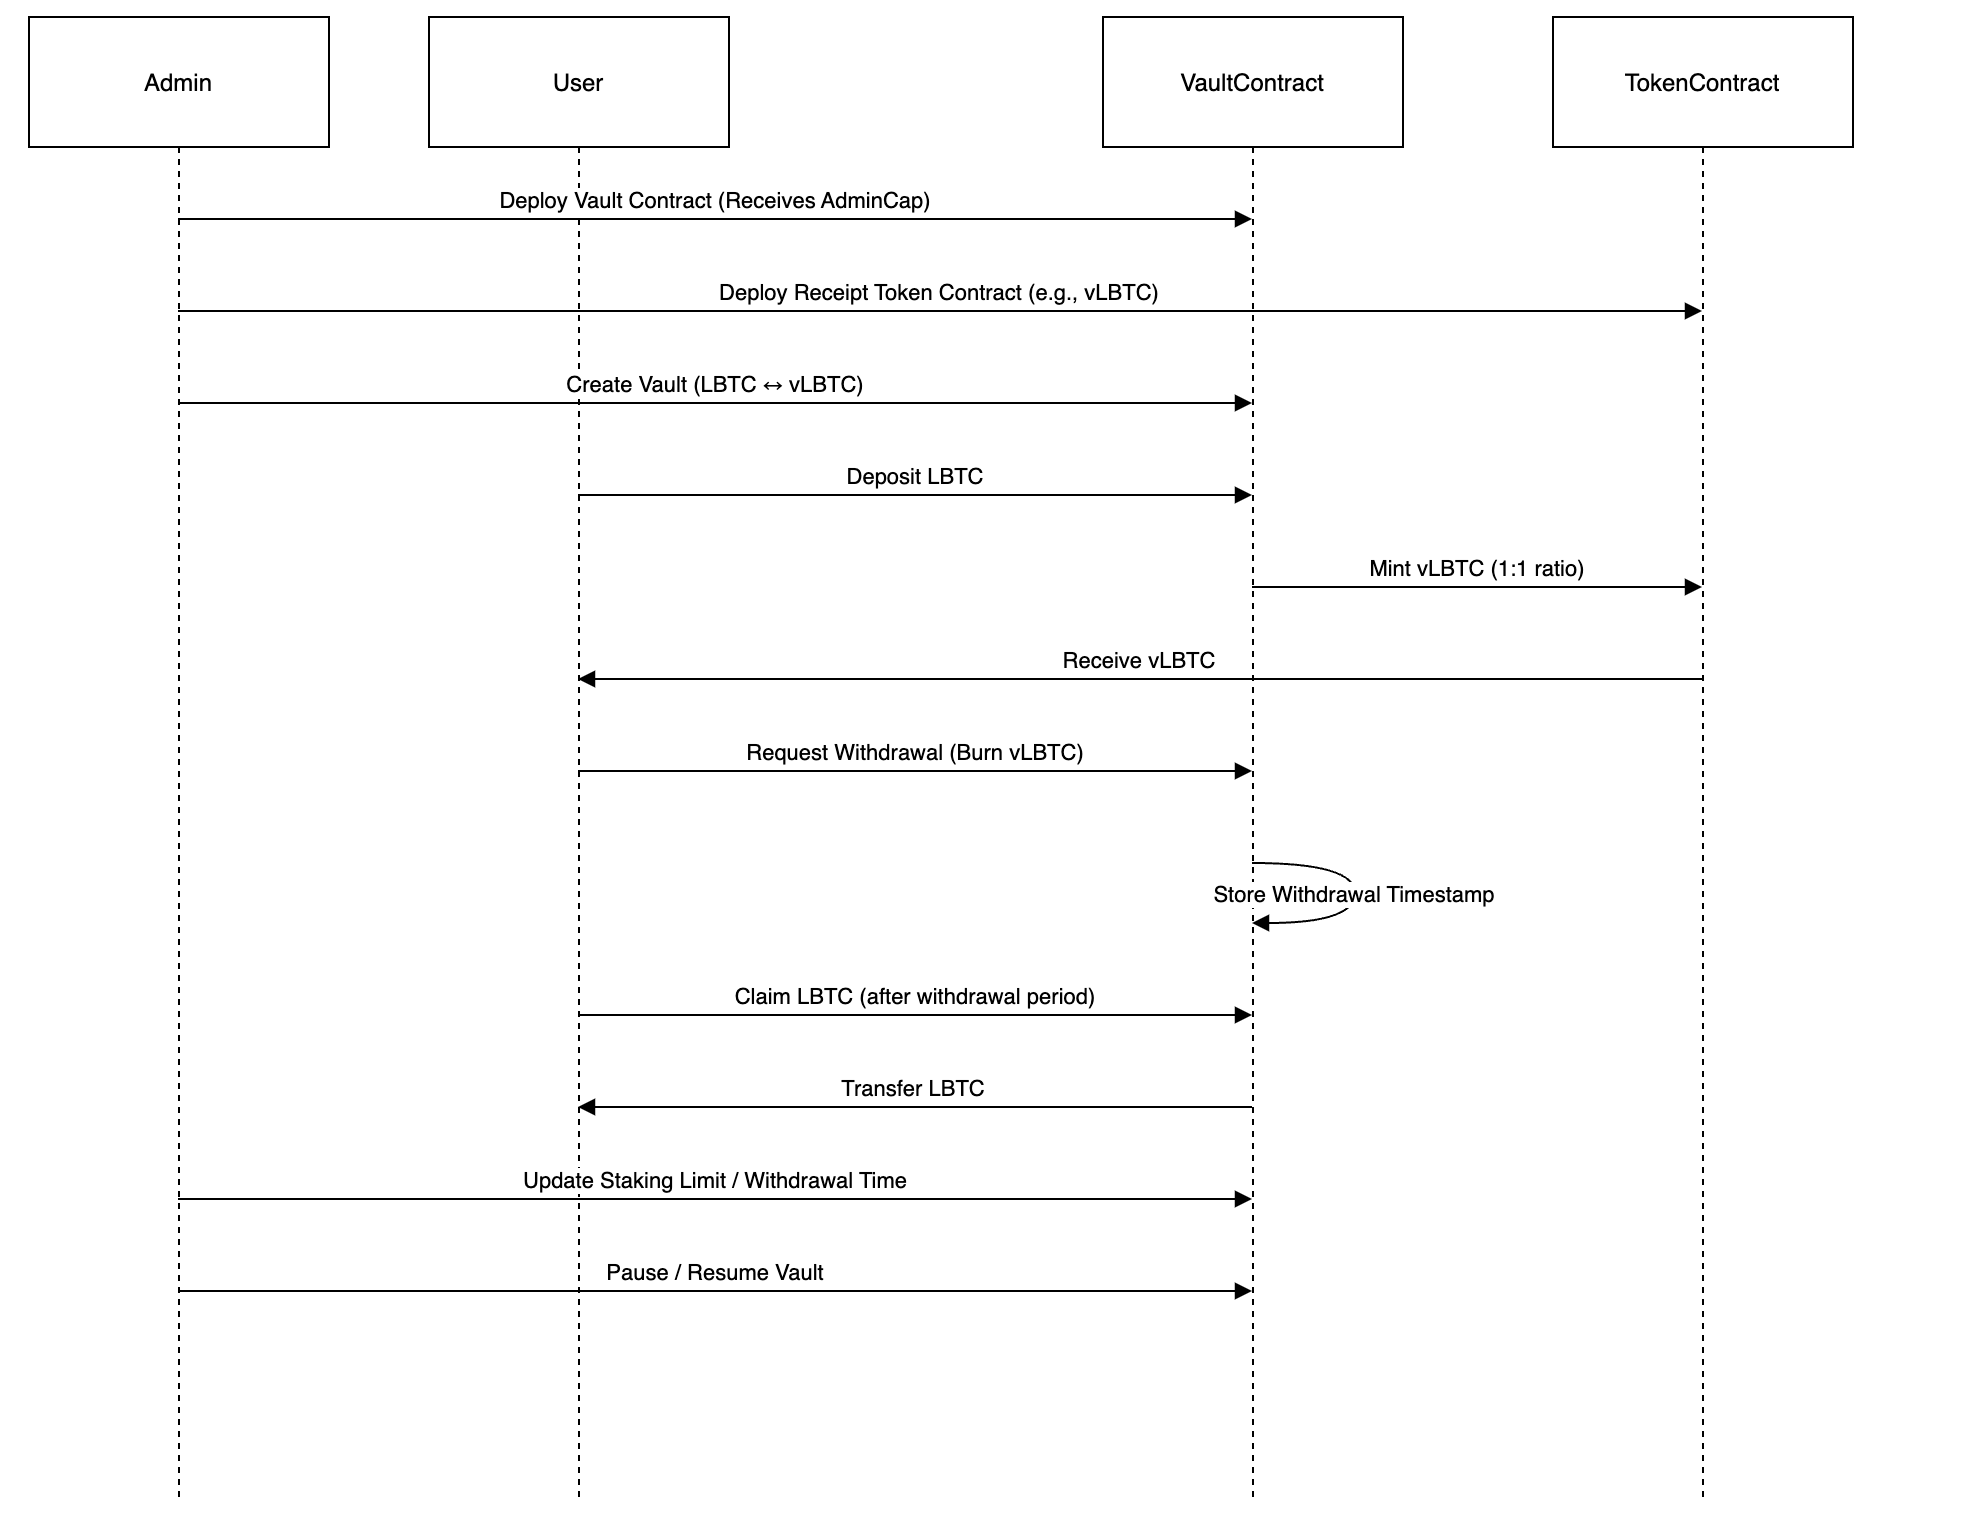 Admin
User
VaultContract
TokenContract
Deploy Vault Contract (Receives AdminCap)
Deploy Receipt Token Contract (e.g., vLBTC)
Create Vault (LBTC ↔ vLBTC)
Deposit LBTC
Mint vLBTC (1:1 ratio)
Receive vLBTC
Request Withdrawal (Burn vLBTC)
Store Withdrawal Timestamp
Claim LBTC (after withdrawal period)
Transfer LBTC
Update Staking Limit / Withdrawal Time
Pause / Resume Vault